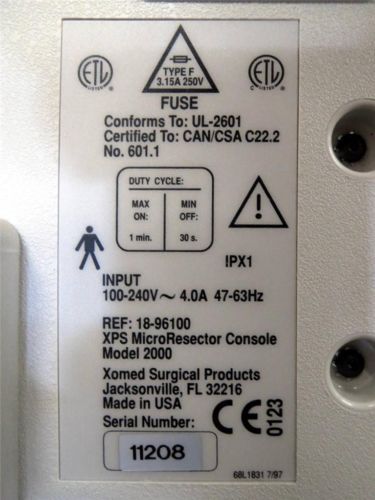 ETL
LISTED
TYPE F
3.15A 250V
C ETL
LISTED
FUSE
Conforms To: UL-2601
Certified To: CAN/CSA C22.2
No. 601.1
DUTY CYCLE:
MAX ON:
MIN OFF:
1 min.
30 s.
!
IPX1
INPUT
100-240V~ 4.0A 47-63Hz
REF: 18-96100
XPS MicroResector Console
Model 2000
Xomed Surgical Products
Jacksonville, FL 32216
Made in USA
Serial Number:
CE 0123
11208
68L1831 7/97